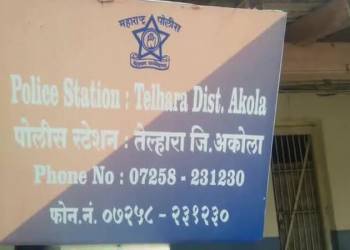 महाराष्ट्र पोलीस
Police Station : Telhara Dist. Akola
पोलीस स्टेशन : तेल्हारा जि. अकोला
Phone No : 07258 - 231230
फोन.नं. ०७२५८ - २३१२३०